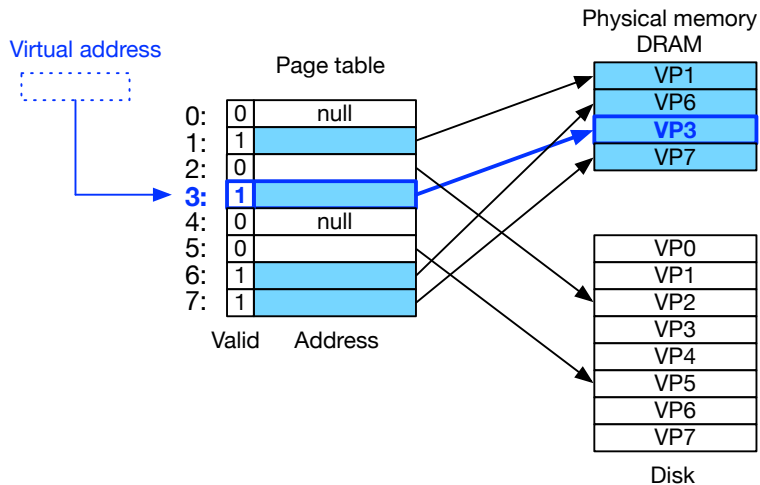 Physical memory
DRAM
Virtual address
Page table
VP1
VP6
VP3
VP7
0: 0 null
1: 1
2: 0
3: 1
4: 0 null
5: 0
6: 1
7: 1
Valid Address
VP0
VP1
VP2
VP3
VP4
VP5
VP6
VP7
Disk